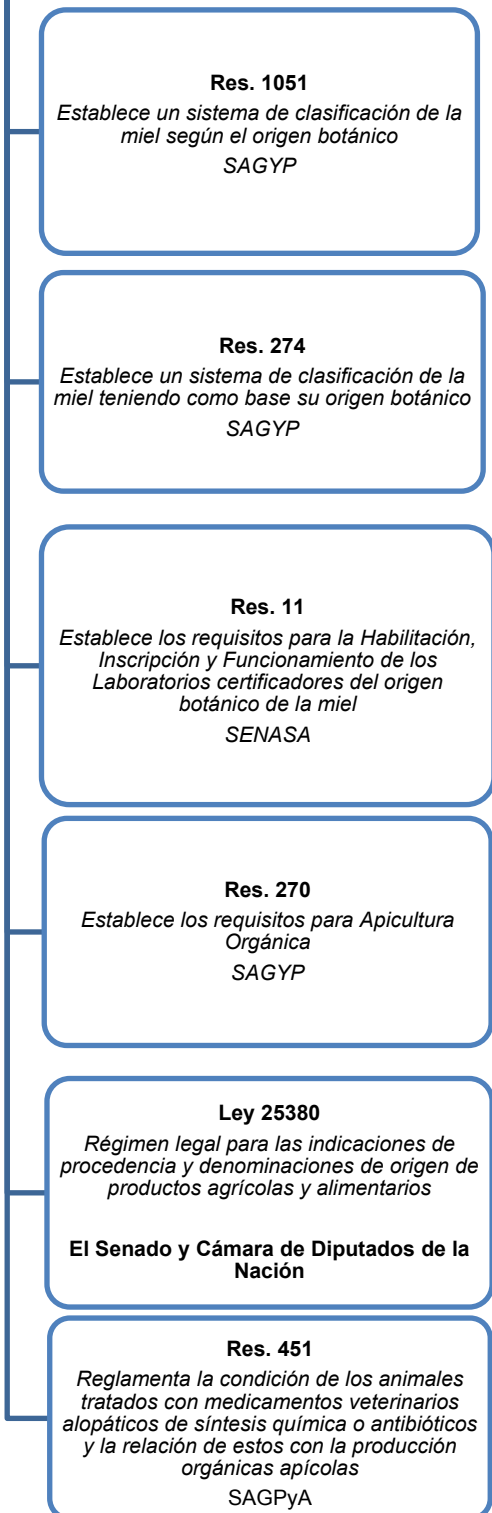 Res. 1051
Establece un sistema de clasificación de la
miel según el origen botánico
SAGYP
Res. 274
Establece un sistema de clasificación de la
miel teniendo como base su origen botánico
SAGYP
Res. 11
Establece los requisitos para la Habilitación,
Inscripción y Funcionamiento de los
Laboratorios certificadores del origen
botánico de la miel
SENASA
Res. 270
Establece los requisitos para Apicultura
Orgánica
SAGYP
Ley 25380
Régimen legal para las indicaciones de
procedencia y denominaciones de origen de
productos agrícolas y alimentarios
El Senado y Cámara de Diputados de la
Nación
Res. 451
Reglamenta la condición de los animales
tratados con medicamentos veterinarios
alopáticos de síntesis química o antibióticos
y la relación de estos con la producción
orgánicas apícolas
SAGPyA